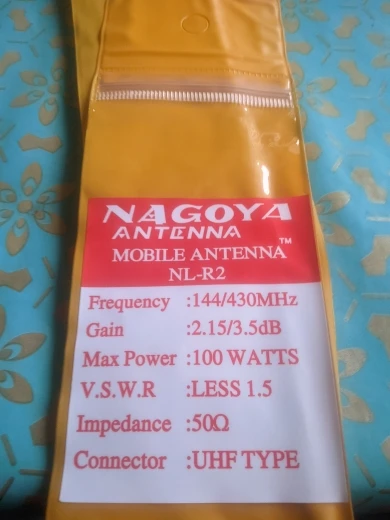 NAGOYA
ANTENNA
MOBILE ANTENNA™
NL-R2
Frequency :144/430MHz
Gain :2.15/3.5dB
Max Power :100 WATTS
V.S.W.R :LESS 1.5
Impedance :50Ω
Connector :UHF TYPE